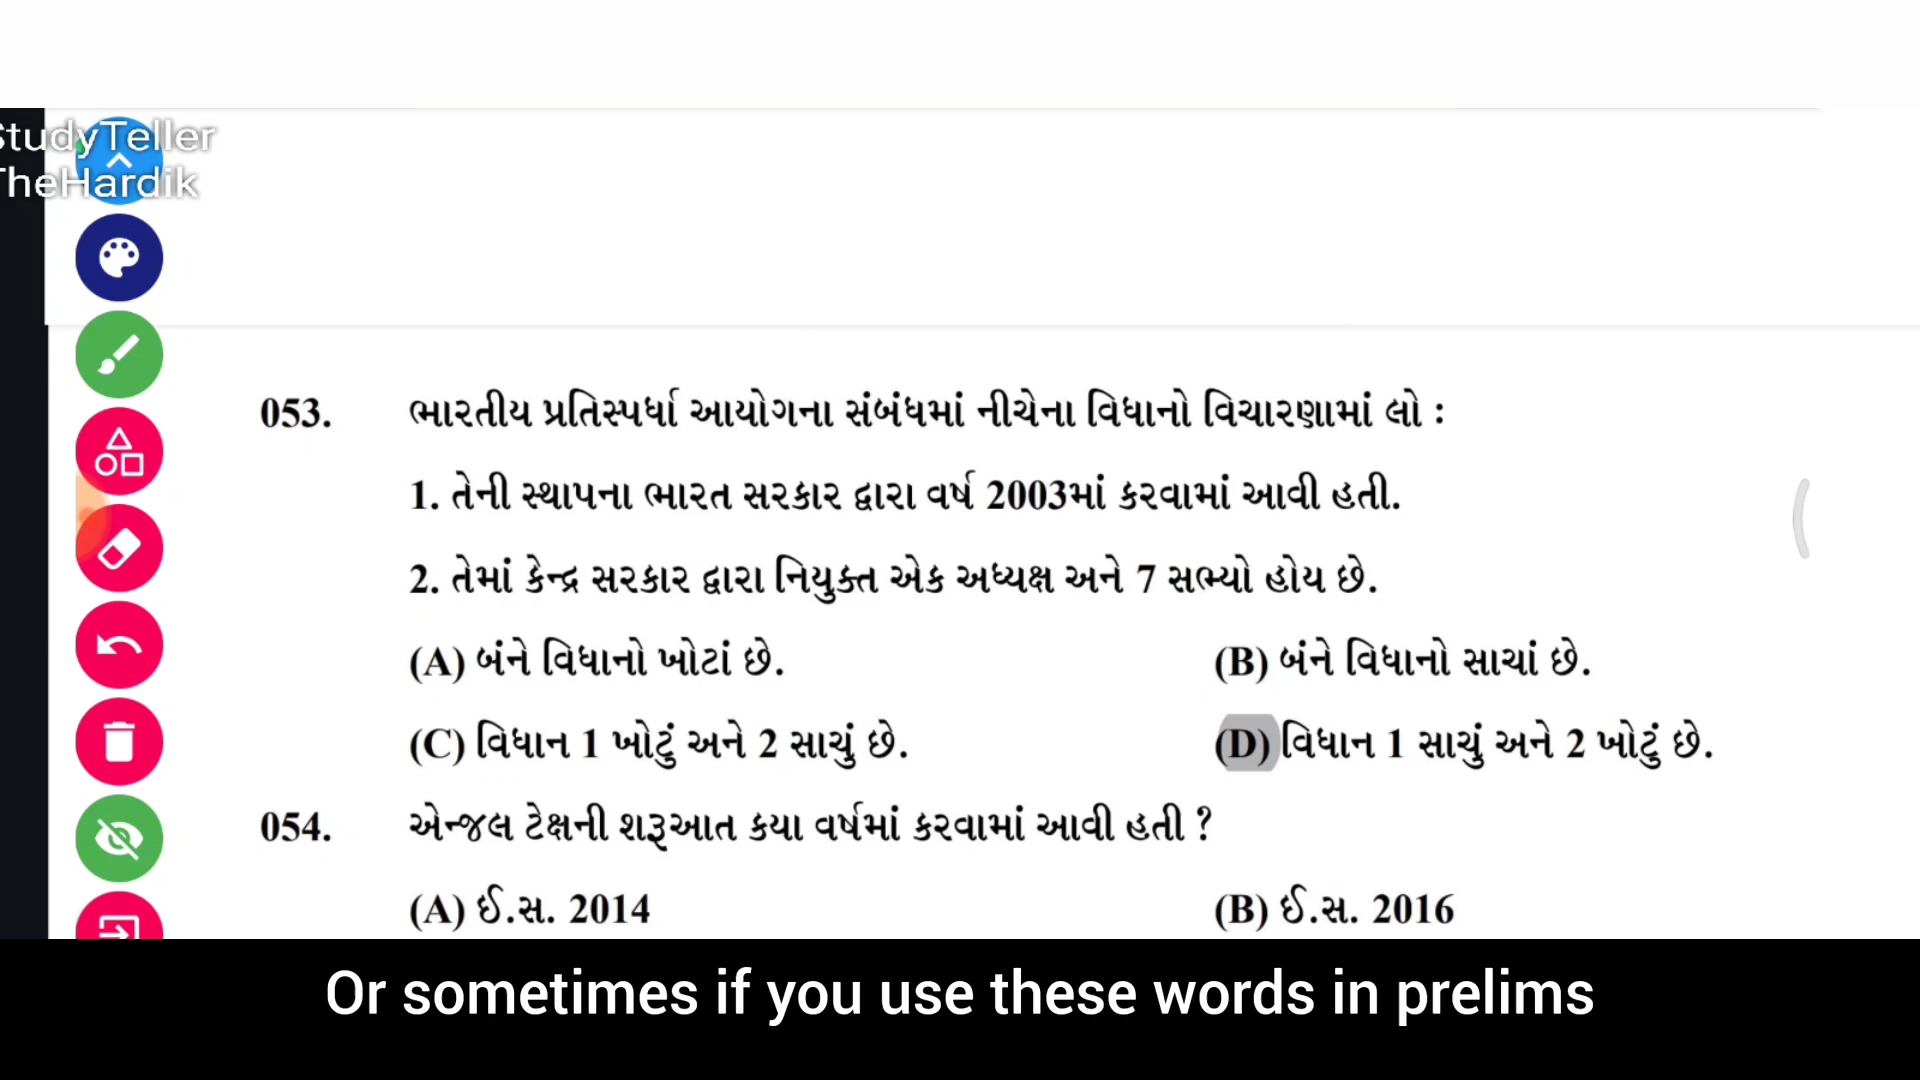 StudyTeller
TheHardik
053. ભારતીય પ્રતિસ્પર્ધા આયોગના સંબંધમાં નીચેના વિધાનો વિચારણામાં લો :
1. તેની સ્થાપના ભારત સરકાર દ્વારા વર્ષ 2003માં કરવામાં આવી હતી.
2. તેમાં કેન્દ્ર સરકાર દ્વારા નિયુક્ત એક અધ્યક્ષ અને 7 સભ્યો હોય છે.
(A) બંને વિધાનો ખોટાં છે. (B) બંને વિધાનો સાચાં છે.
(C) વિધાન 1 ખોટું અને 2 સાચું છે. (D) વિધાન 1 સાચું અને 2 ખોટું છે.
054. એન્જલ ટેક્ષની શરૂઆત કયા વર્ષમાં કરવામાં આવી હતી ?
(A) ઈ.સ. 2014 (B) ઈ.સ. 2016
Or sometimes if you use these words in prelims